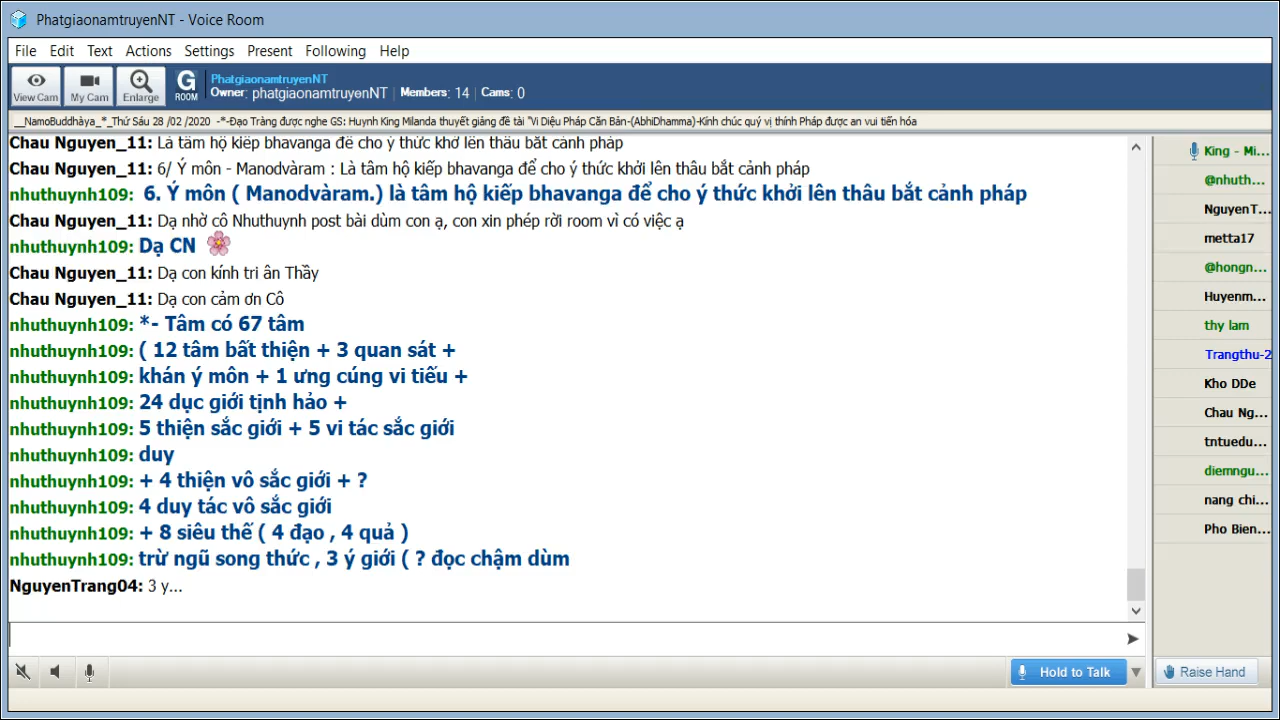 PhatgiaonamtruyenNT - Voice Room
File Edit Text Actions Settings Present Following Help
View Cam My Cam Enlarge G ROOM PhatgiaonamtruyenNT
Owner: phatgiaonamtruyenNT Members: 14 Cams: 0
__NamoBuddhàya_*_Thứ Sáu 28 /02 /2020 -*-Đạo Tràng được nghe GS: Huynh King Milanda thuyết giảng đề tài "Vi Diệu Pháp Căn Bản-(AbhiDhamma)-Kính chúc quý vị thính Pháp được an vui tiến hóa
Chau Nguyen_11: Là tâm hộ kiếp bhavanga để cho ý thức khởi lên thâu bắt cảnh pháp
Chau Nguyen_11: 6/ Ý môn - Manodvàram : Là tâm hộ kiếp bhavanga để cho ý thức khởi lên thâu bắt cảnh pháp
nhuthuynh109: 6. Ý môn ( Manodvàram.) là tâm hộ kiếp bhavanga để cho ý thức khởi lên thâu bắt cảnh pháp
Chau Nguyen_11: Dạ nhờ cô Nhuthuynh post bài dùm con ạ, con xin phép rời room vì có việc ạ
nhuthuynh109: Dạ CN
Chau Nguyen_11: Dạ con kính tri ân Thầy
Chau Nguyen_11: Dạ con cảm ơn Cô
nhuthuynh109: *- Tâm có 67 tâm
nhuthuynh109: ( 12 tâm bất thiện + 3 quan sát +
nhuthuynh109: khán ý môn + 1 ưng cúng vi tiếu +
nhuthuynh109: 24 dục giới tịnh hảo +
nhuthuynh109: 5 thiện sắc giới + 5 vi tác sắc giới
nhuthuynh109: duy
nhuthuynh109: + 4 thiện vô sắc giới + ?
nhuthuynh109: 4 duy tác vô sắc giới
nhuthuynh109: + 8 siêu thế ( 4 đạo , 4 quả )
nhuthuynh109: trừ ngũ song thức , 3 ý giới ( ? đọc chậm dùm
NguyenTrang04: 3 y...
King - Mi...
@nhuth...
NguyenT...
metta17
@hongn...
Huyenm...
thy lam
Trangthu-2
Kho DDe
Chau Ng...
tntuedu...
diemngu...
nang chi...
Pho Bien...
Hold to Talk
Raise Hand